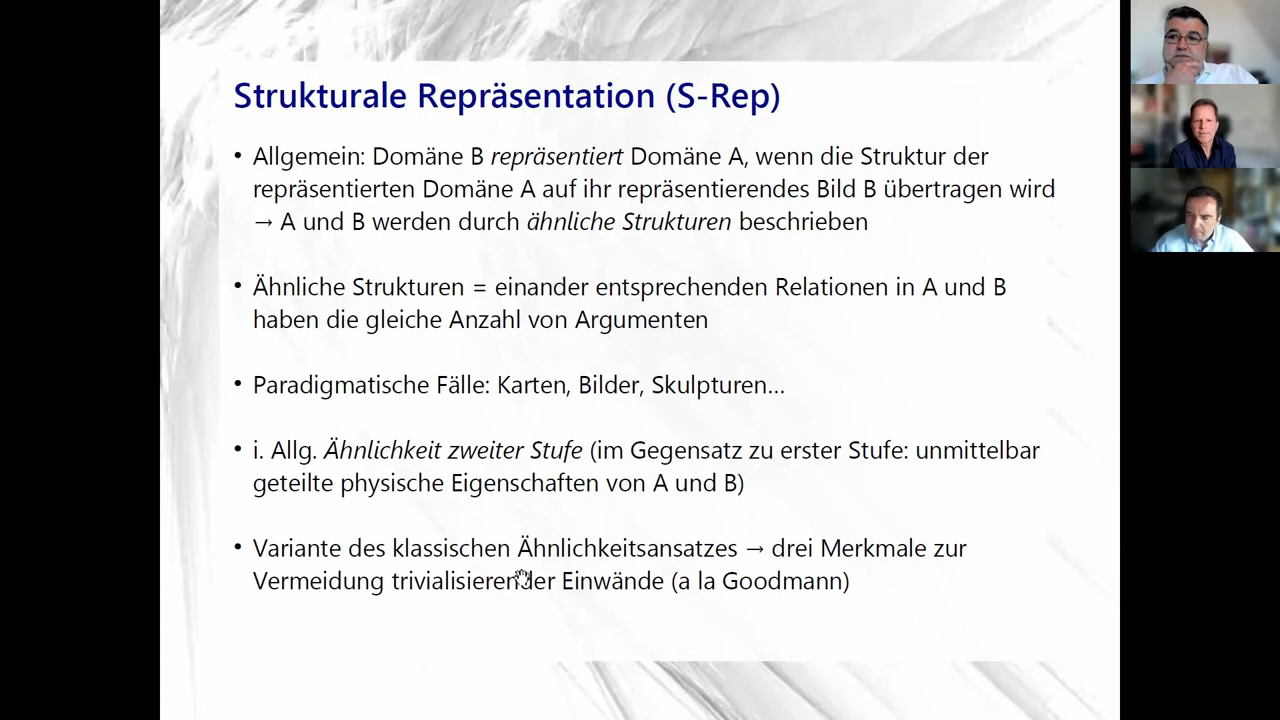 Strukturale Repräsentation (S-Rep)
• Allgemein: Domäne B repräsentiert Domäne A, wenn die Struktur der
repräsentierten Domäne A auf ihr repräsentierendes Bild B übertragen wird
→ A und B werden durch ähnliche Strukturen beschrieben
• Ähnliche Strukturen = einander entsprechenden Relationen in A und B
haben die gleiche Anzahl von Argumenten
• Paradigmatische Fälle: Karten, Bilder, Skulpturen...
• i. Allg. Ähnlichkeit zweiter Stufe (im Gegensatz zu erster Stufe: unmittelbar
geteilte physische Eigenschaften von A und B)
• Variante des klassischen Ähnlichkeitsansatzes → drei Merkmale zur
Vermeidung trivialisierender Einwände (a la Goodmann)